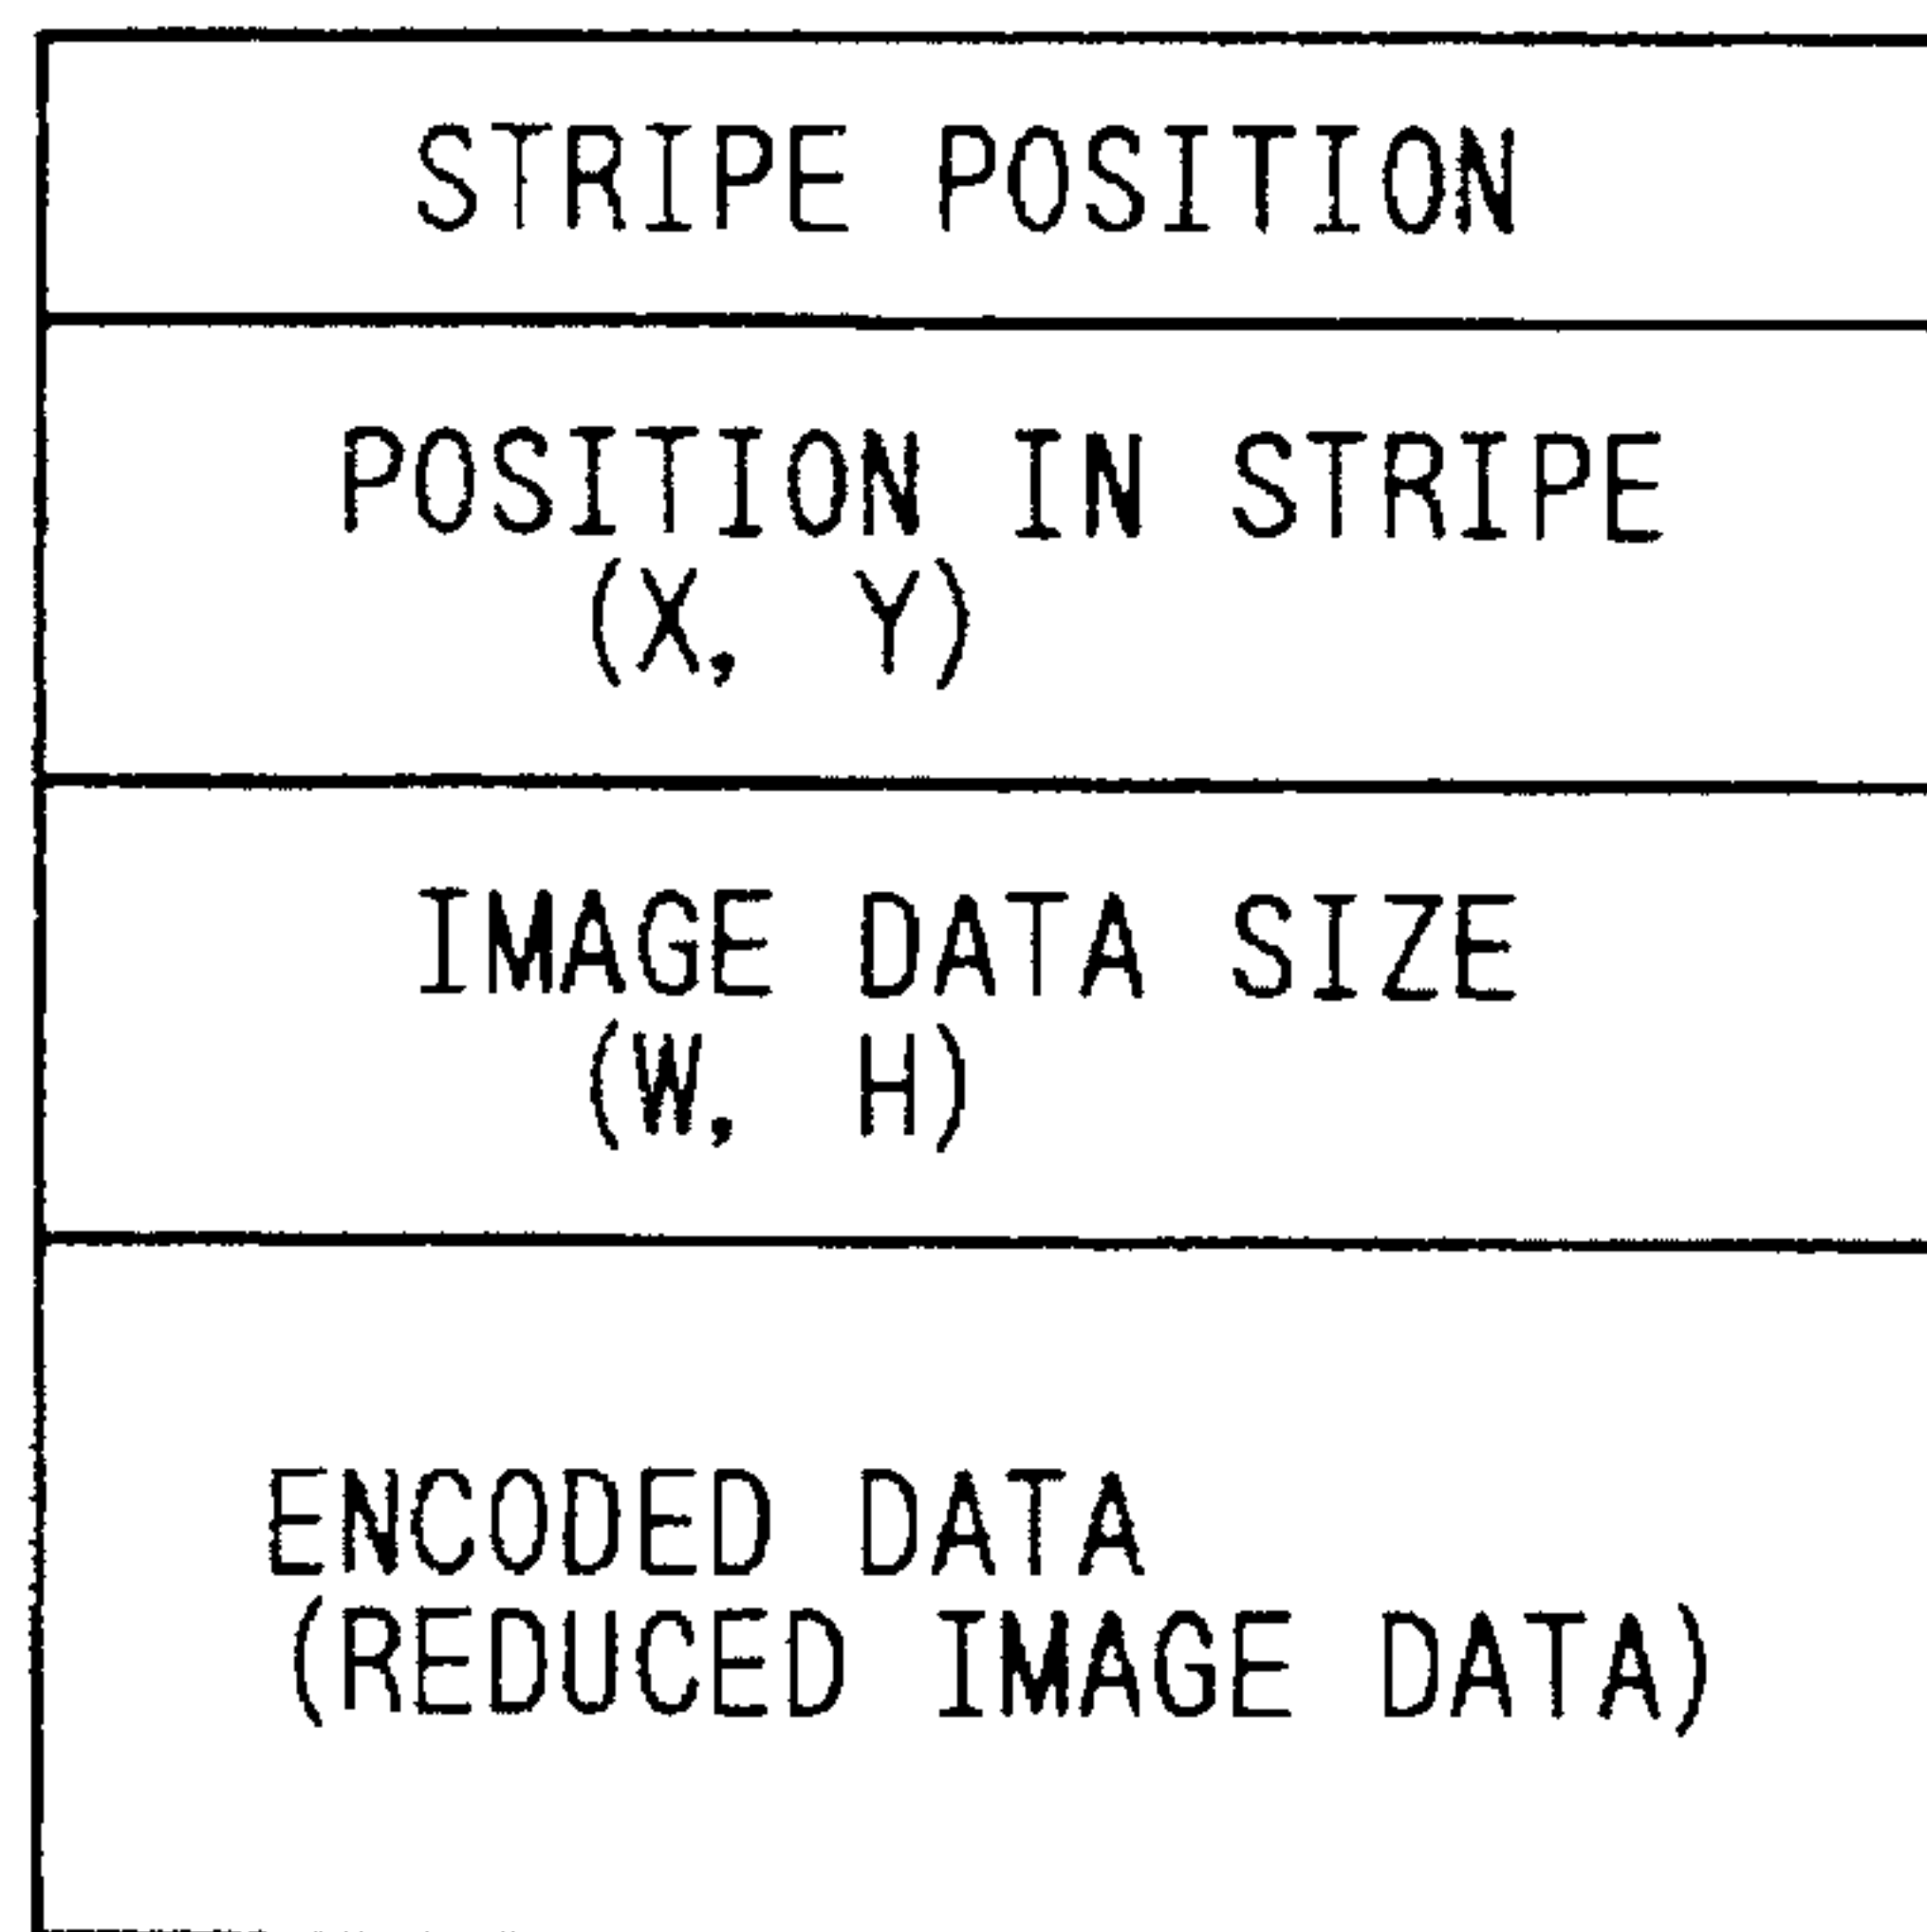 STRIPE POSITION
POSITION IN STRIPE
(X, Y)
IMAGE DATA SIZE
(W, H)
ENCODED DATA
(REDUCED IMAGE DATA)